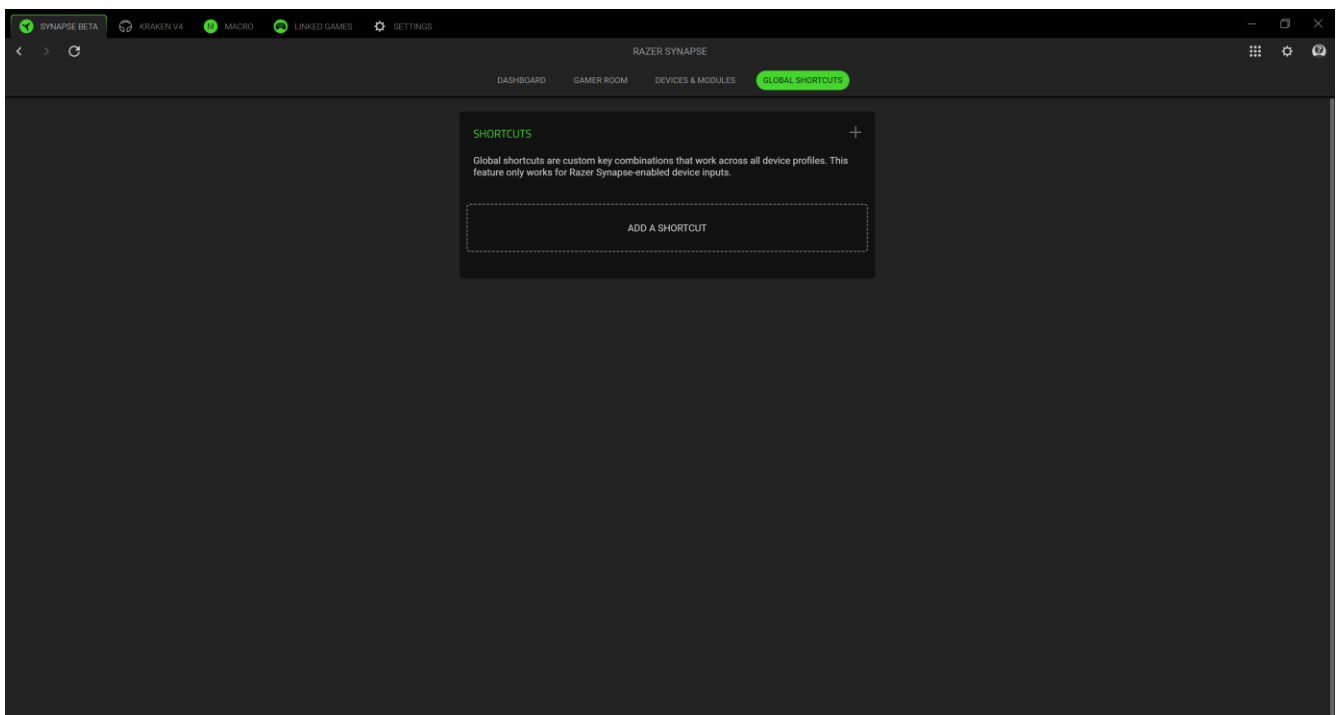 SYNAPSE BETA KRAKEN V4 M MACRO LINKED GAMES SETTINGS
RAZER SYNAPSE
DASHBOARD GAMER ROOM DEVICES & MODULES GLOBAL SHORTCUTS
SHORTCUTS
Global shortcuts are custom key combinations that work across all device profiles. This
feature only works for Razer Synapse-enabled device inputs.
ADD A SHORTCUT